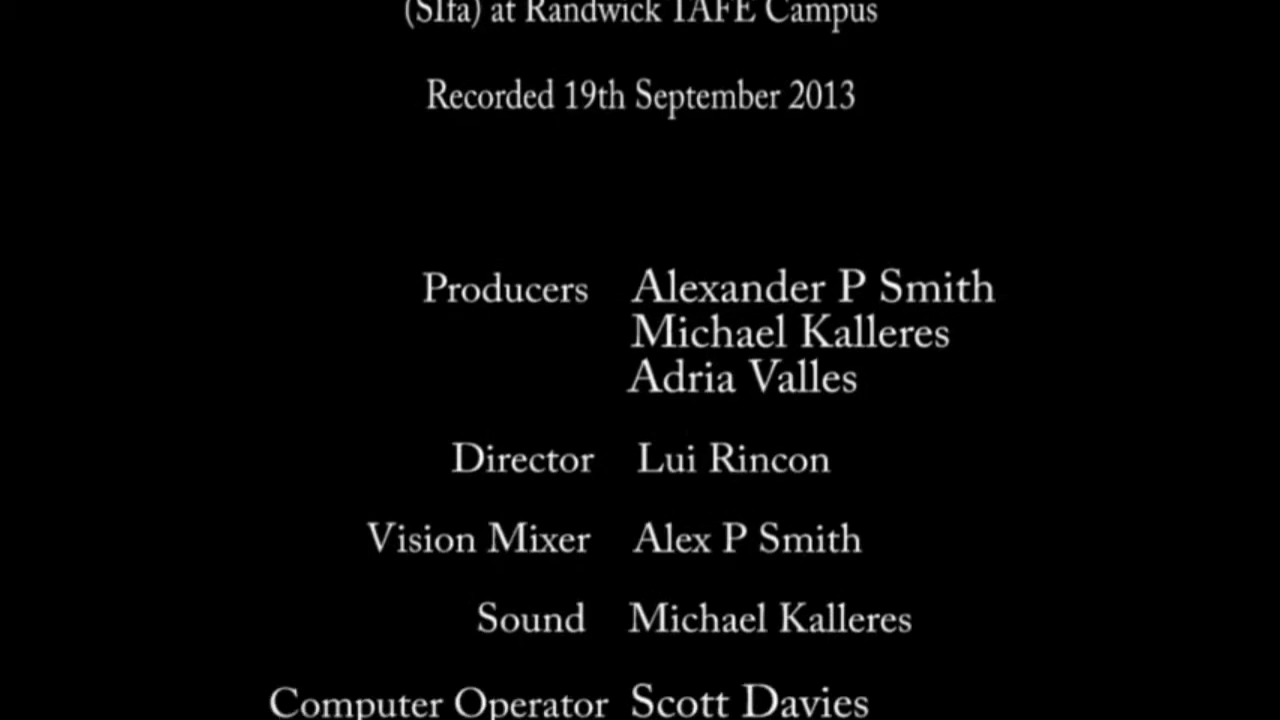 (SIfa) at Randwick TAFE Campus
Recorded 19th September 2013
Producers Alexander P Smith
Michael Kalleres
Adria Valles
Director Lui Rincon
Vision Mixer Alex P Smith
Sound Michael Kalleres
Computer Operator Scott Davies